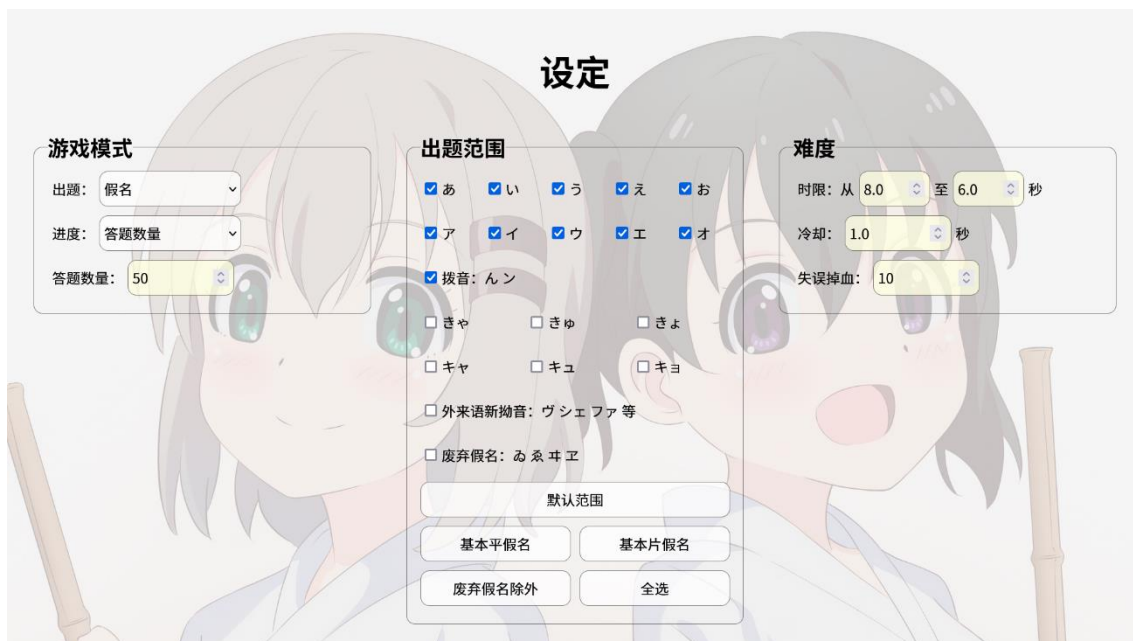 设定
游戏模式
出题: 假名
进度: 答题数量
答题数量: 50
出题范围
あ い う え お
ア イ ウ エ オ
拨音: ん ン
きゃ きゅ きょ
キャ キュ キョ
外来语新拗音: ヴ シェ ファ 等
废弃假名: ゐ ゑ ヰ ヱ
默认范围
基本平假名 基本片假名
废弃假名除外 全选
难度
时限: 从 8.0 至 6.0 秒
冷却: 1.0 秒
失误掉血: 10